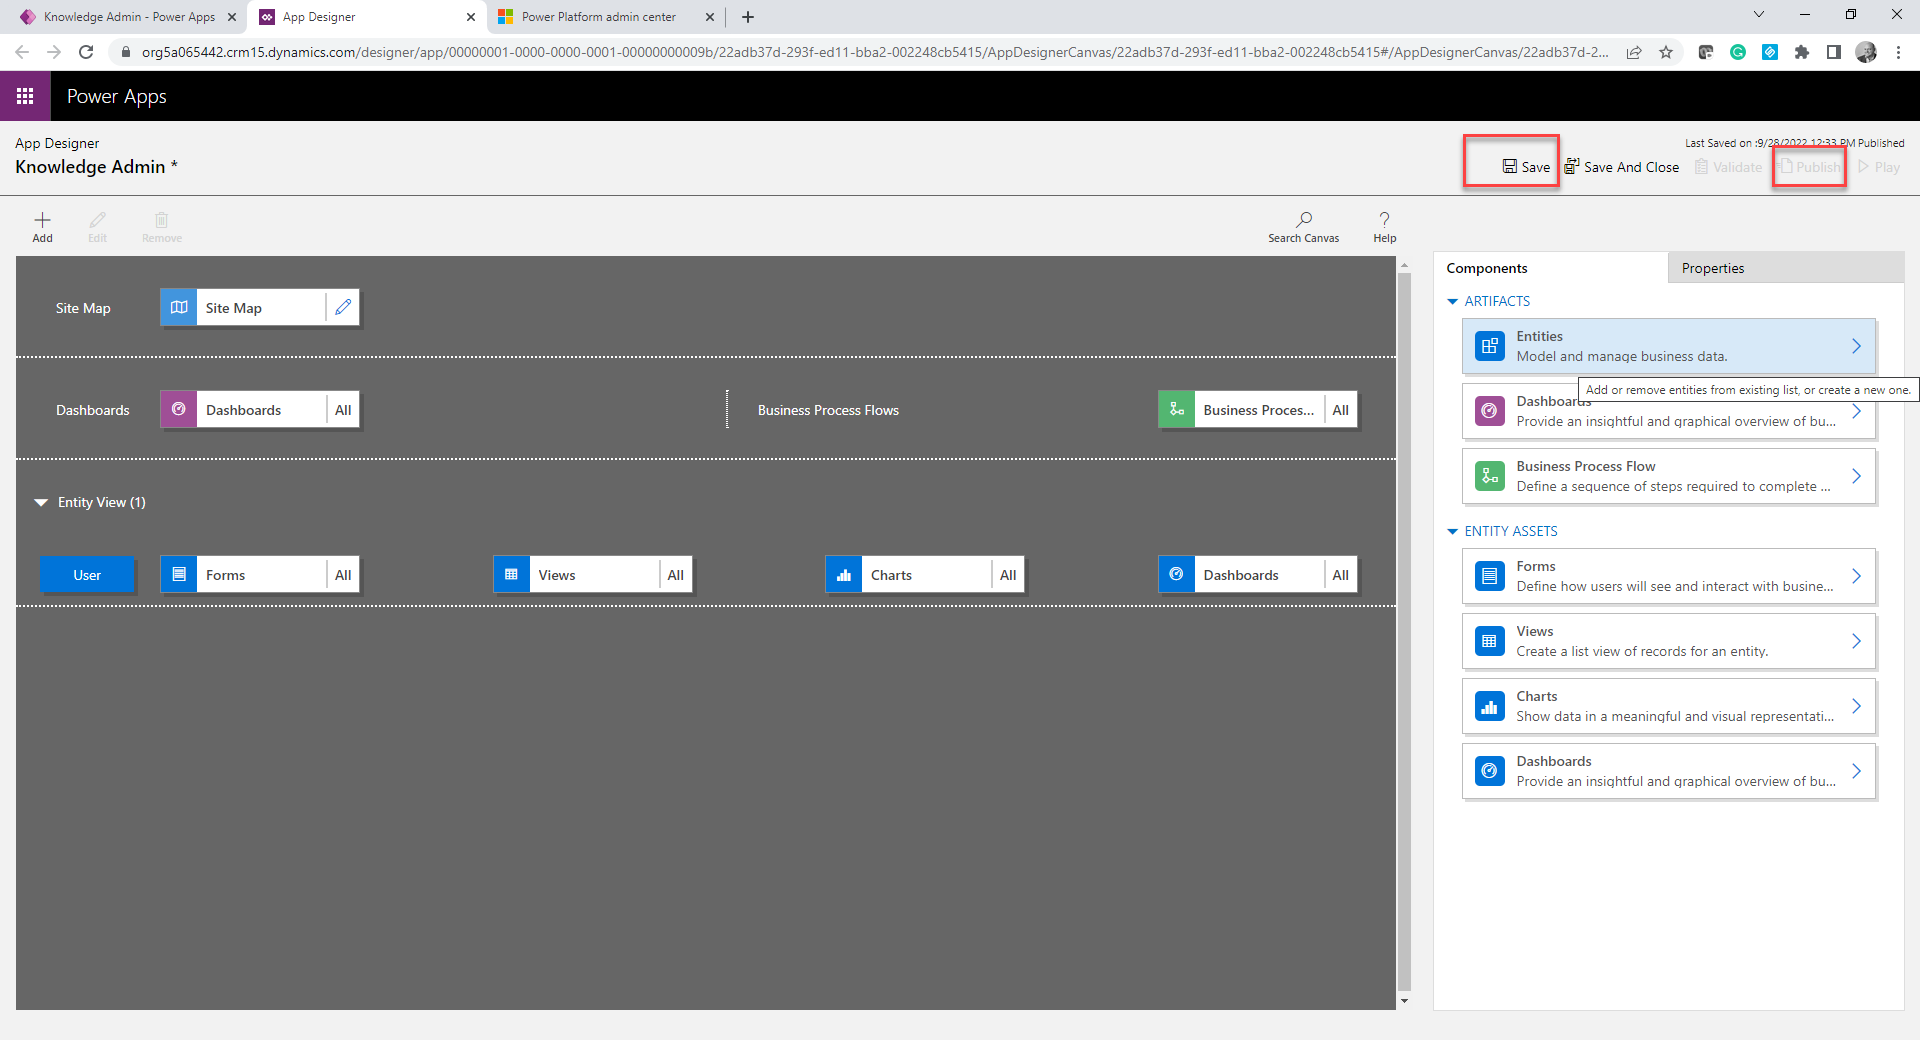 Knowledge Admin - Power Apps
App Designer
Power Platform admin center
org5a065442.crm15.dynamics.com/designer/app/00000001-0000-0000-0001-00000000009b/22adb37d-293f-ed11-bba2-002248cb5415/AppDesignerCanvas/22adb37d-293f-ed11-bba2-002248cb5415#/AppDesignerCanvas/22adb37d-2...
Power Apps
App Designer
Knowledge Admin *
Last Saved on :9/28/2022 12:33 PM Published
Save
Save And Close
Validate
Publish
Play
Add
Edit
Remove
Search Canvas
Help
Site Map
Site Map
Dashboards
Dashboards
All
Business Process Flows
Business Proces...
All
Entity View (1)
User
Forms
All
Views
All
Charts
All
Dashboards
All
Components
Properties
ARTIFACTS
Entities
Model and manage business data.
Add or remove entities from existing list, or create a new one.
Dashboards
Provide an insightful and graphical overview of bu...
Business Process Flow
Define a sequence of steps required to complete ...
ENTITY ASSETS
Forms
Define how users will see and interact with busine...
Views
Create a list view of records for an entity.
Charts
Show data in a meaningful and visual representati...
Dashboards
Provide an insightful and graphical overview of bu...